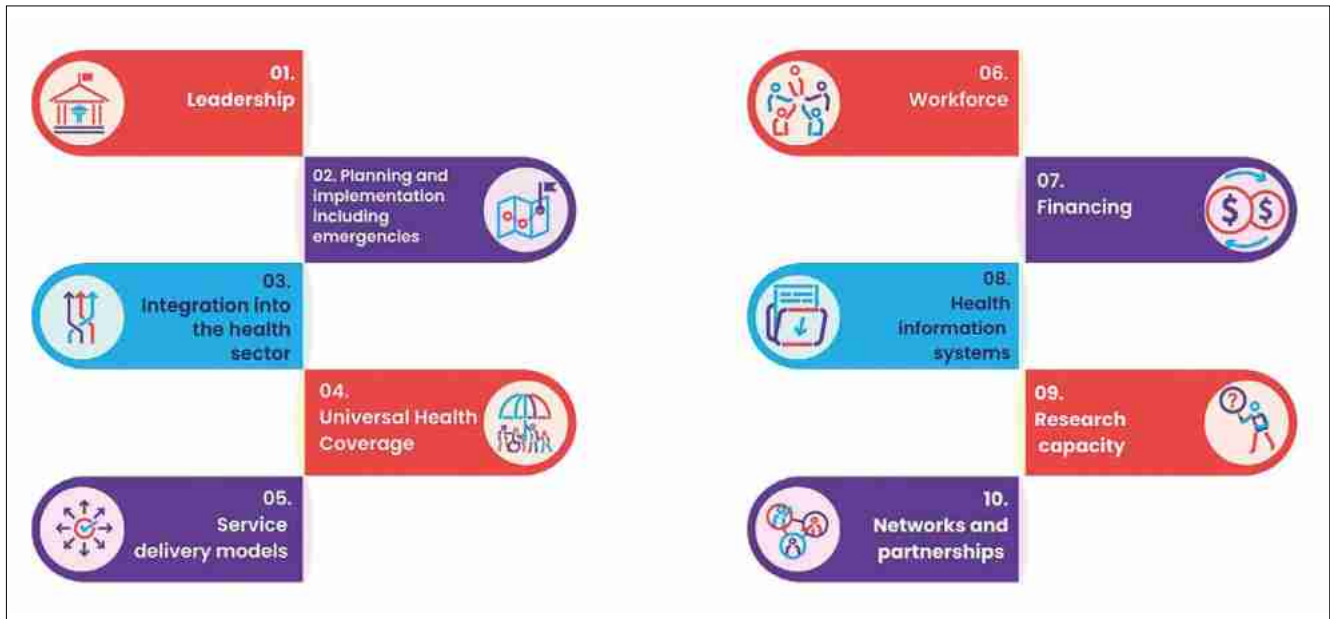 01.
Leadership
02. Planning and
implementation
including
emergencies
03.
Integration into
the health
sector
04.
Universal Health
Coverage
05.
Service
delivery models
06.
Workforce
07.
Financing
$ $
08.
Health
information
systems
09.
?
Research
capacity
10.
Networks and
partnerships